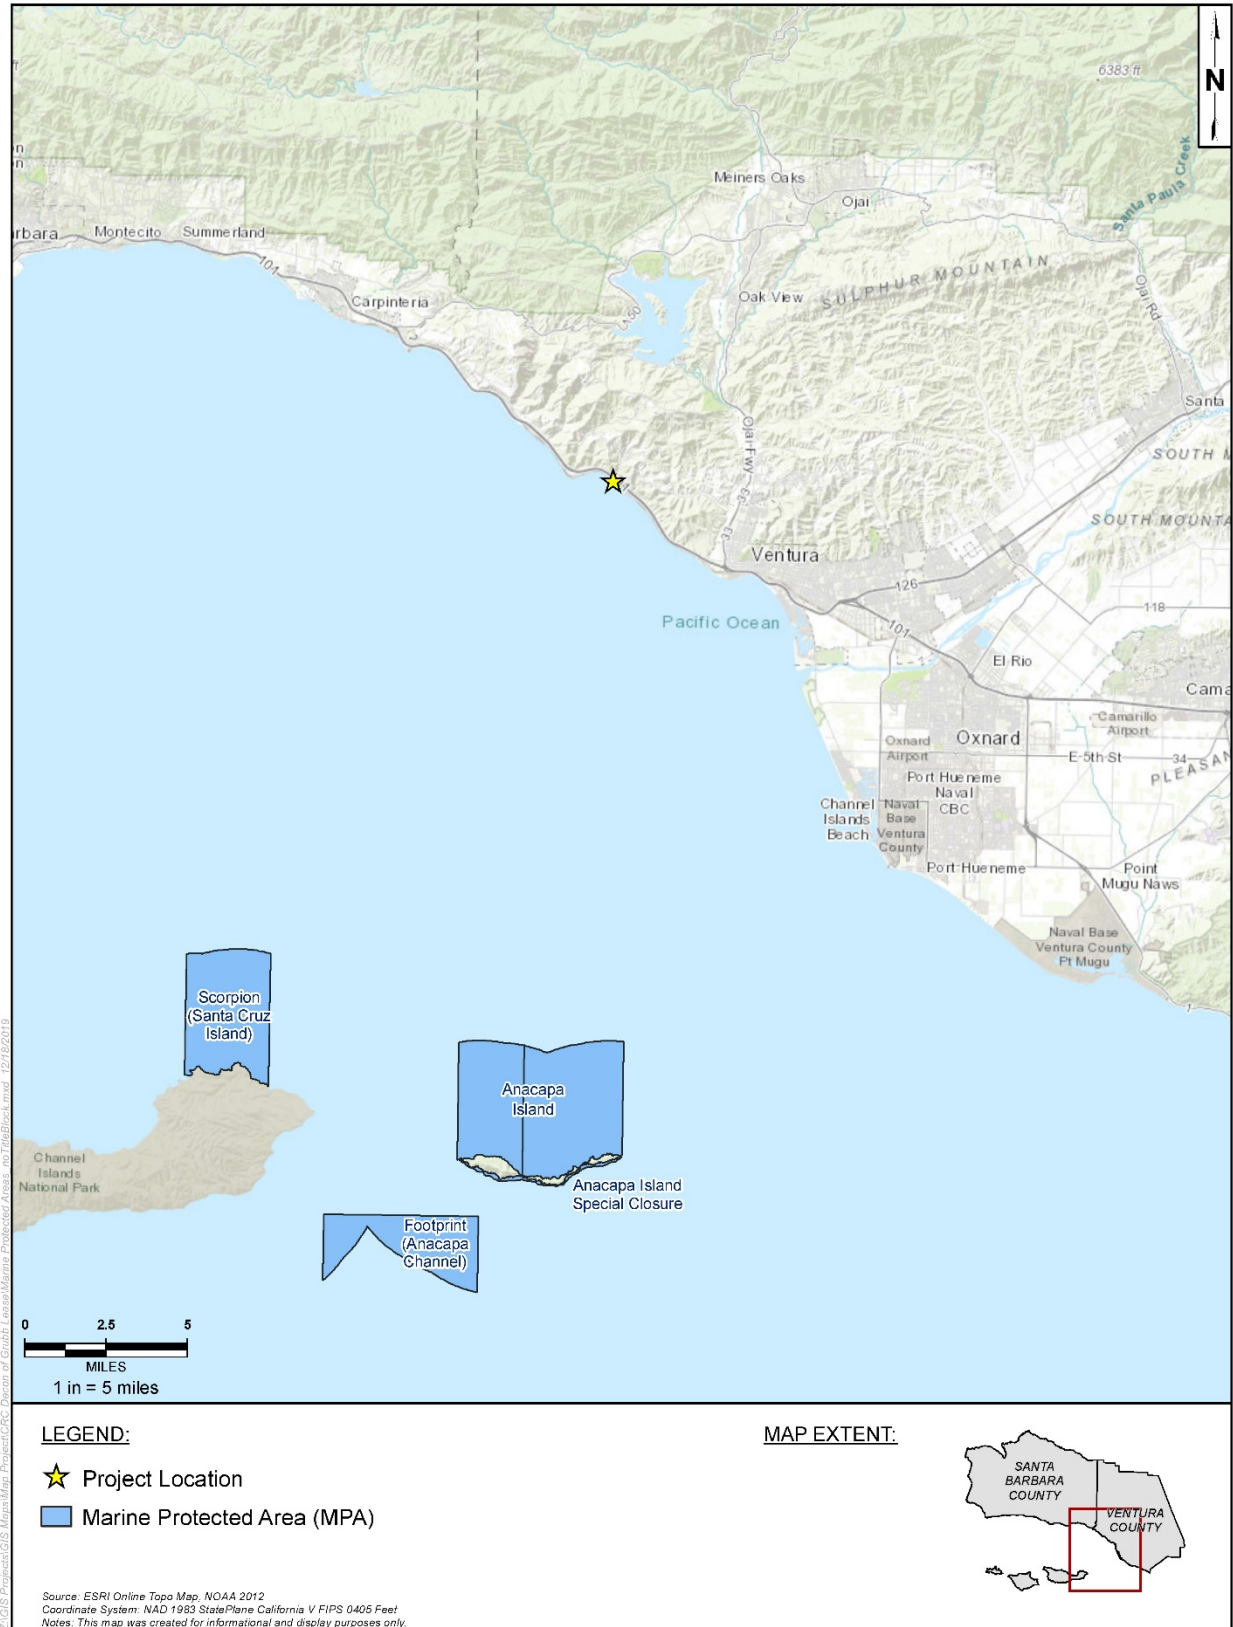 6383 ft
N
Santa Paula Creek
Meiners Oaks
Ojai
rbara
Montecito
Summerland
101
Carpinteria
150
Oak View
SULPHUR MOUNTAIN
Ojai Rd
Santa
SOUTH M
Ojai Fwy
33
33
SOUTH MOUNTA
Ventura
126
118
Pacific Ocean
101
El Rio
Cama
Camarillo
Airport
Oxnard
Oxnard
Airport
E 5th St
34
PLEASAN
Port Hueneme
Naval
CBC
Channel
Islands
Beach
Naval
Base
Ventura
County
Port Hueneme
Point
Mugu Naws
Naval Base
Ventura County
Pt Mugu
1
Scorpion
(Santa Cruz
Island)
Anacapa
Island
Channel
Islands
National Park
Anacapa Island
Special Closure
Footprint
(Anacapa
Channel)
0 2.5 5
MILES
1 in = 5 miles
LEGEND:
Project Location
Marine Protected Area (MPA)
MAP EXTENT:
SANTA
BARBARA
COUNTY
VENTURA
COUNTY
Source: ESRI Online Topo Map, NOAA 2012
Coordinate System: NAD 1983 StatePlane California V FIPS 0405 Feet
Notes: This map was created for informational and display purposes only.